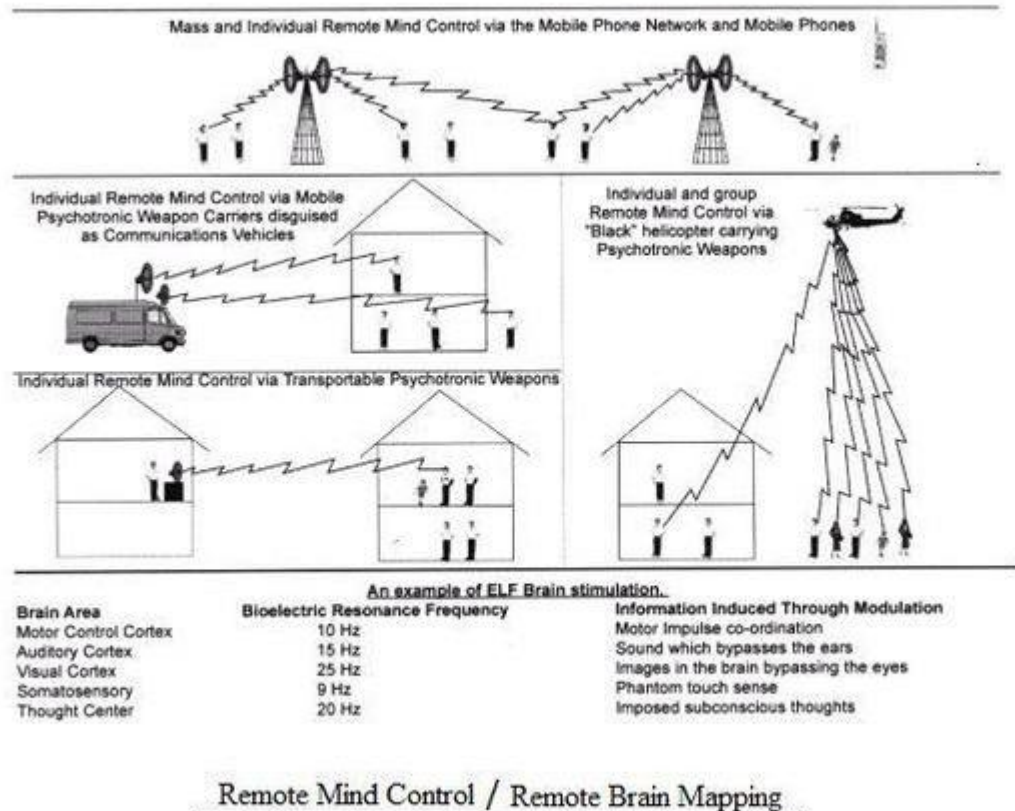 Mass and Individual Remote Mind Control via the Mobile Phone Network and Mobile Phones
Individual Remote Mind Control via Mobile
Psychotronic Weapon Carriers disguised
as Communications Vehicles
Individual and group
Remote Mind Control via
"Black" helicopter carrying
Psychotronic Weapons
Individual Remote Mind Control via Transportable Psychotronic Weapons
An example of ELF Brain stimulation.
Brain Area Bioelectric Resonance Frequency Information Induced Through Modulation
Motor Control Cortex 10 Hz Motor Impulse co-ordination
Auditory Cortex 15 Hz Sound which bypasses the ears
Visual Cortex 25 Hz Images in the brain bypassing the eyes
Somatosensory 9 Hz Phantom touch sense
Thought Center 20 Hz Imposed subconscious thoughts
Remote Mind Control / Remote Brain Mapping